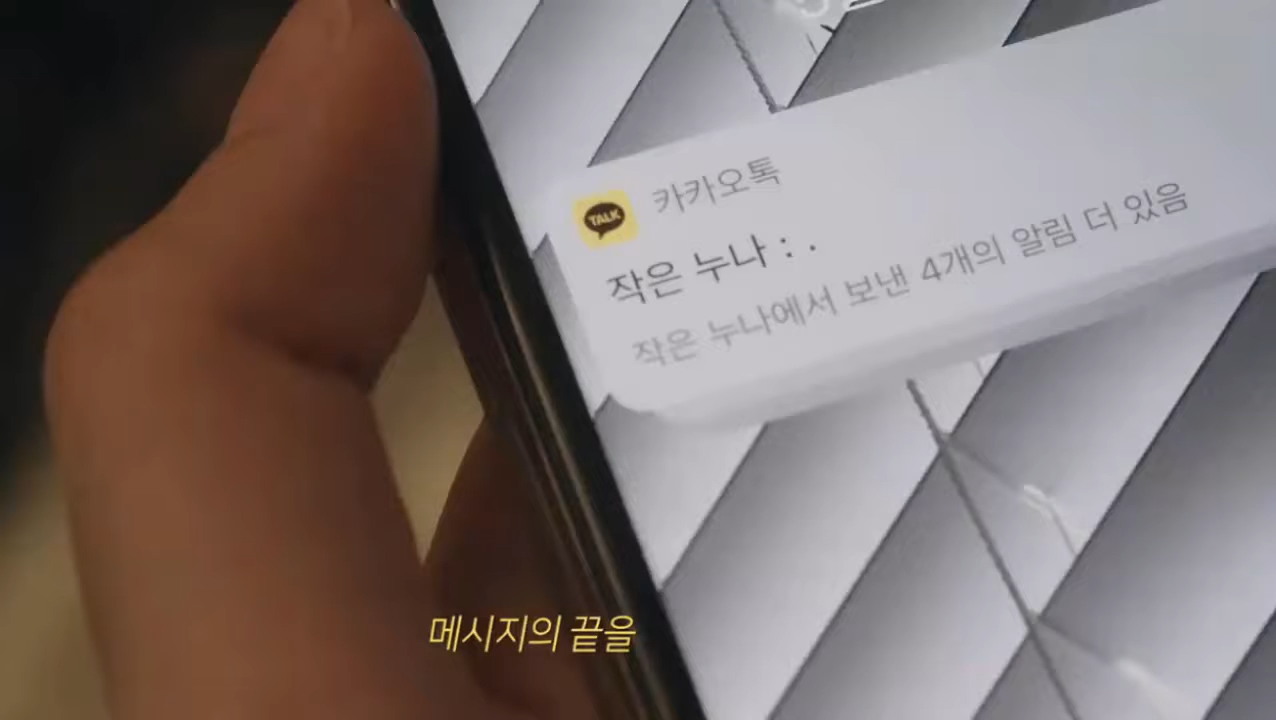 TALK 카카오톡
작은 누나 : .
작은 누나에서 보낸 4개의 알림 더 있음
메시지의 끝을